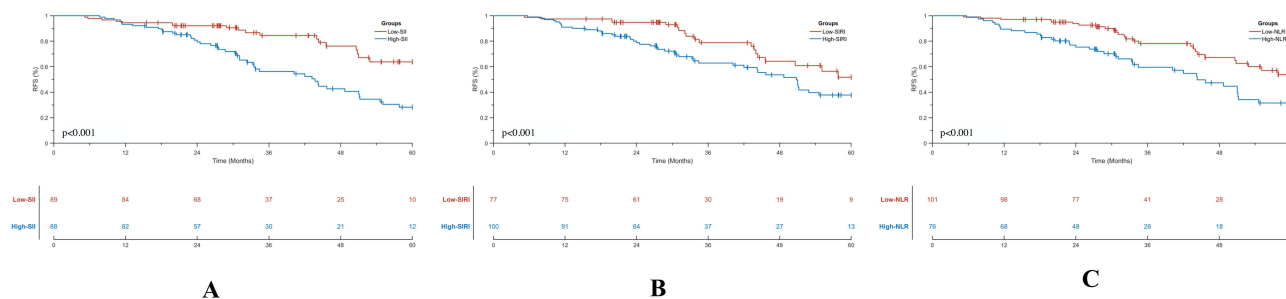 Groups
Low-SII
High-SII
RFS (%)
1
0.8
0.6
0.4
0.2
0
p<0.001
0 12 24 36 48 60
Time (Months)
Low-SII 89 84 68 37 25 10
High-SII 88 82 57 30 21 12
0 12 24 36 48 60
A
Groups
Low-SIRI
High-SIRI
RFS (%)
1
0.8
0.6
0.4
0.2
0
p<0.001
0 12 24 36 48 60
Time (Months)
Low-SIRI 77 75 61 30 19 9
High-SIRI 100 91 64 37 27 13
0 12 24 36 48 60
B
Groups
Low-NLR
High-NLR
RFS (%)
1
0.8
0.6
0.4
0.2
0
p<0.001
0 12 24 36 48
Time (Months)
Low-NLR 101 98 77 41 28
High-NLR 76 68 48 26 18
0 12 24 36 48
C